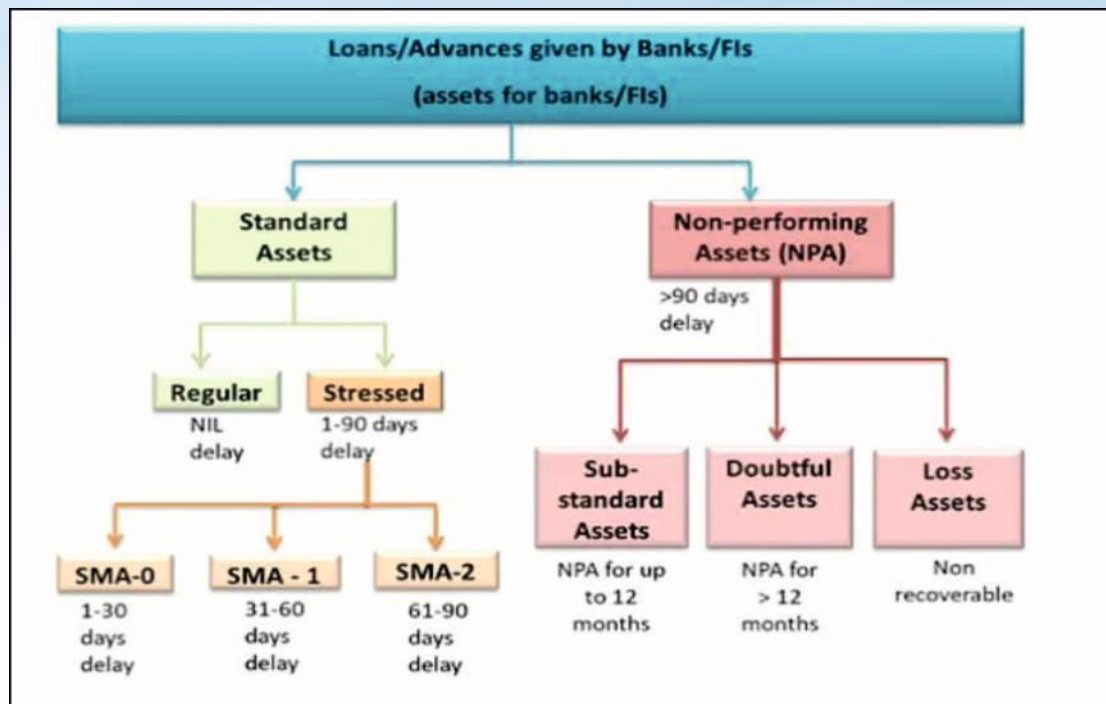 Loans/Advances given by Banks/FIs
(assets for banks/FIs)
Standard
Assets
Non-performing
Assets (NPA)
>90 days
delay
Regular
NIL
delay
Stressed
1-90 days
delay
Sub-
standard
Assets
NPA for up
to 12
months
Doubtful
Assets
NPA for
> 12
months
Loss
Assets
Non
recoverable
SMA-0
1-30
days
delay
SMA - 1
31-60
days
delay
SMA-2
61-90
days
delay